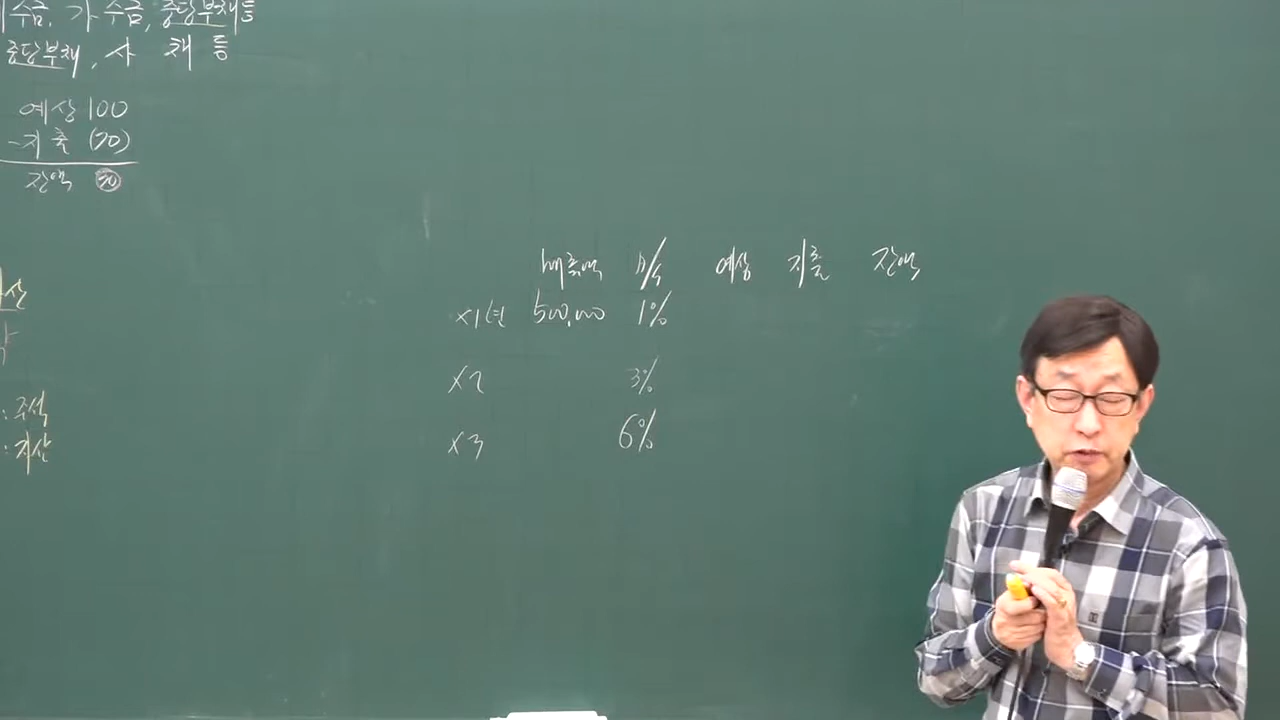 수금, 가수금, 충당부채등
충당부채, 사 채 등
예상 100
-지출 (70)
잔액 30
산
: 주석
: 자산
매출액 A/S 예상 지출 잔액
X1년 500,000 1%
X2 3%
X3 6%